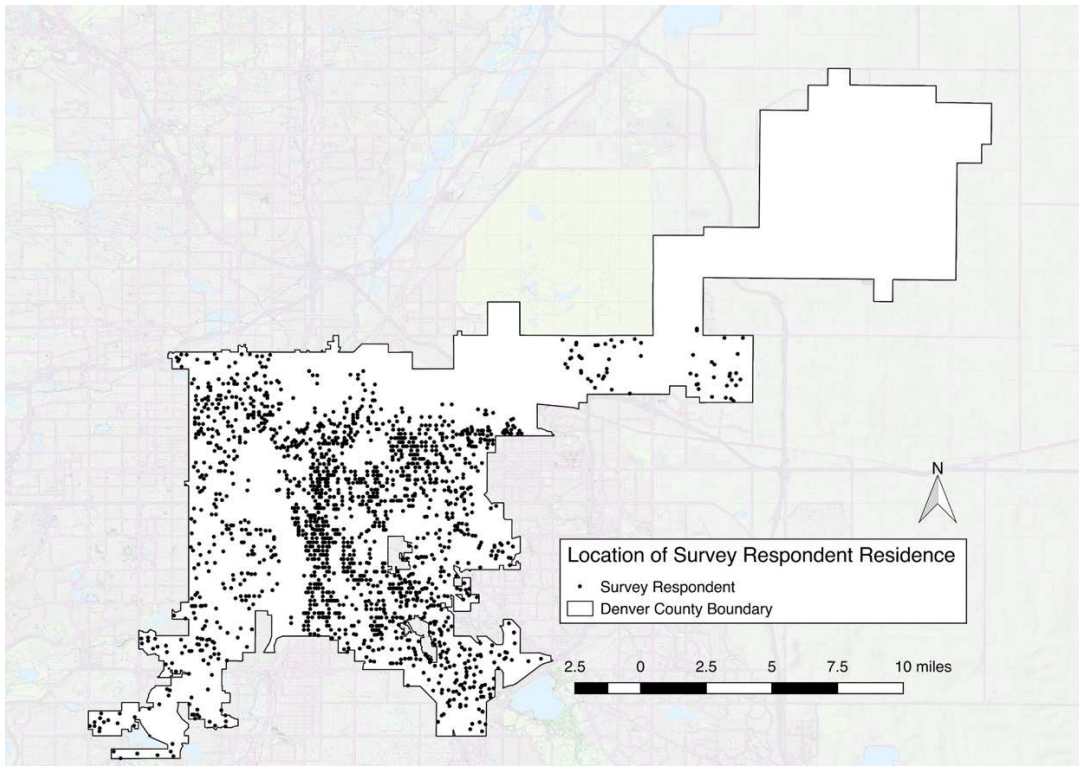 N
Location of Survey Respondent Residence
Survey Respondent
Denver County Boundary
2.5 0 2.5 5 7.5 10 miles